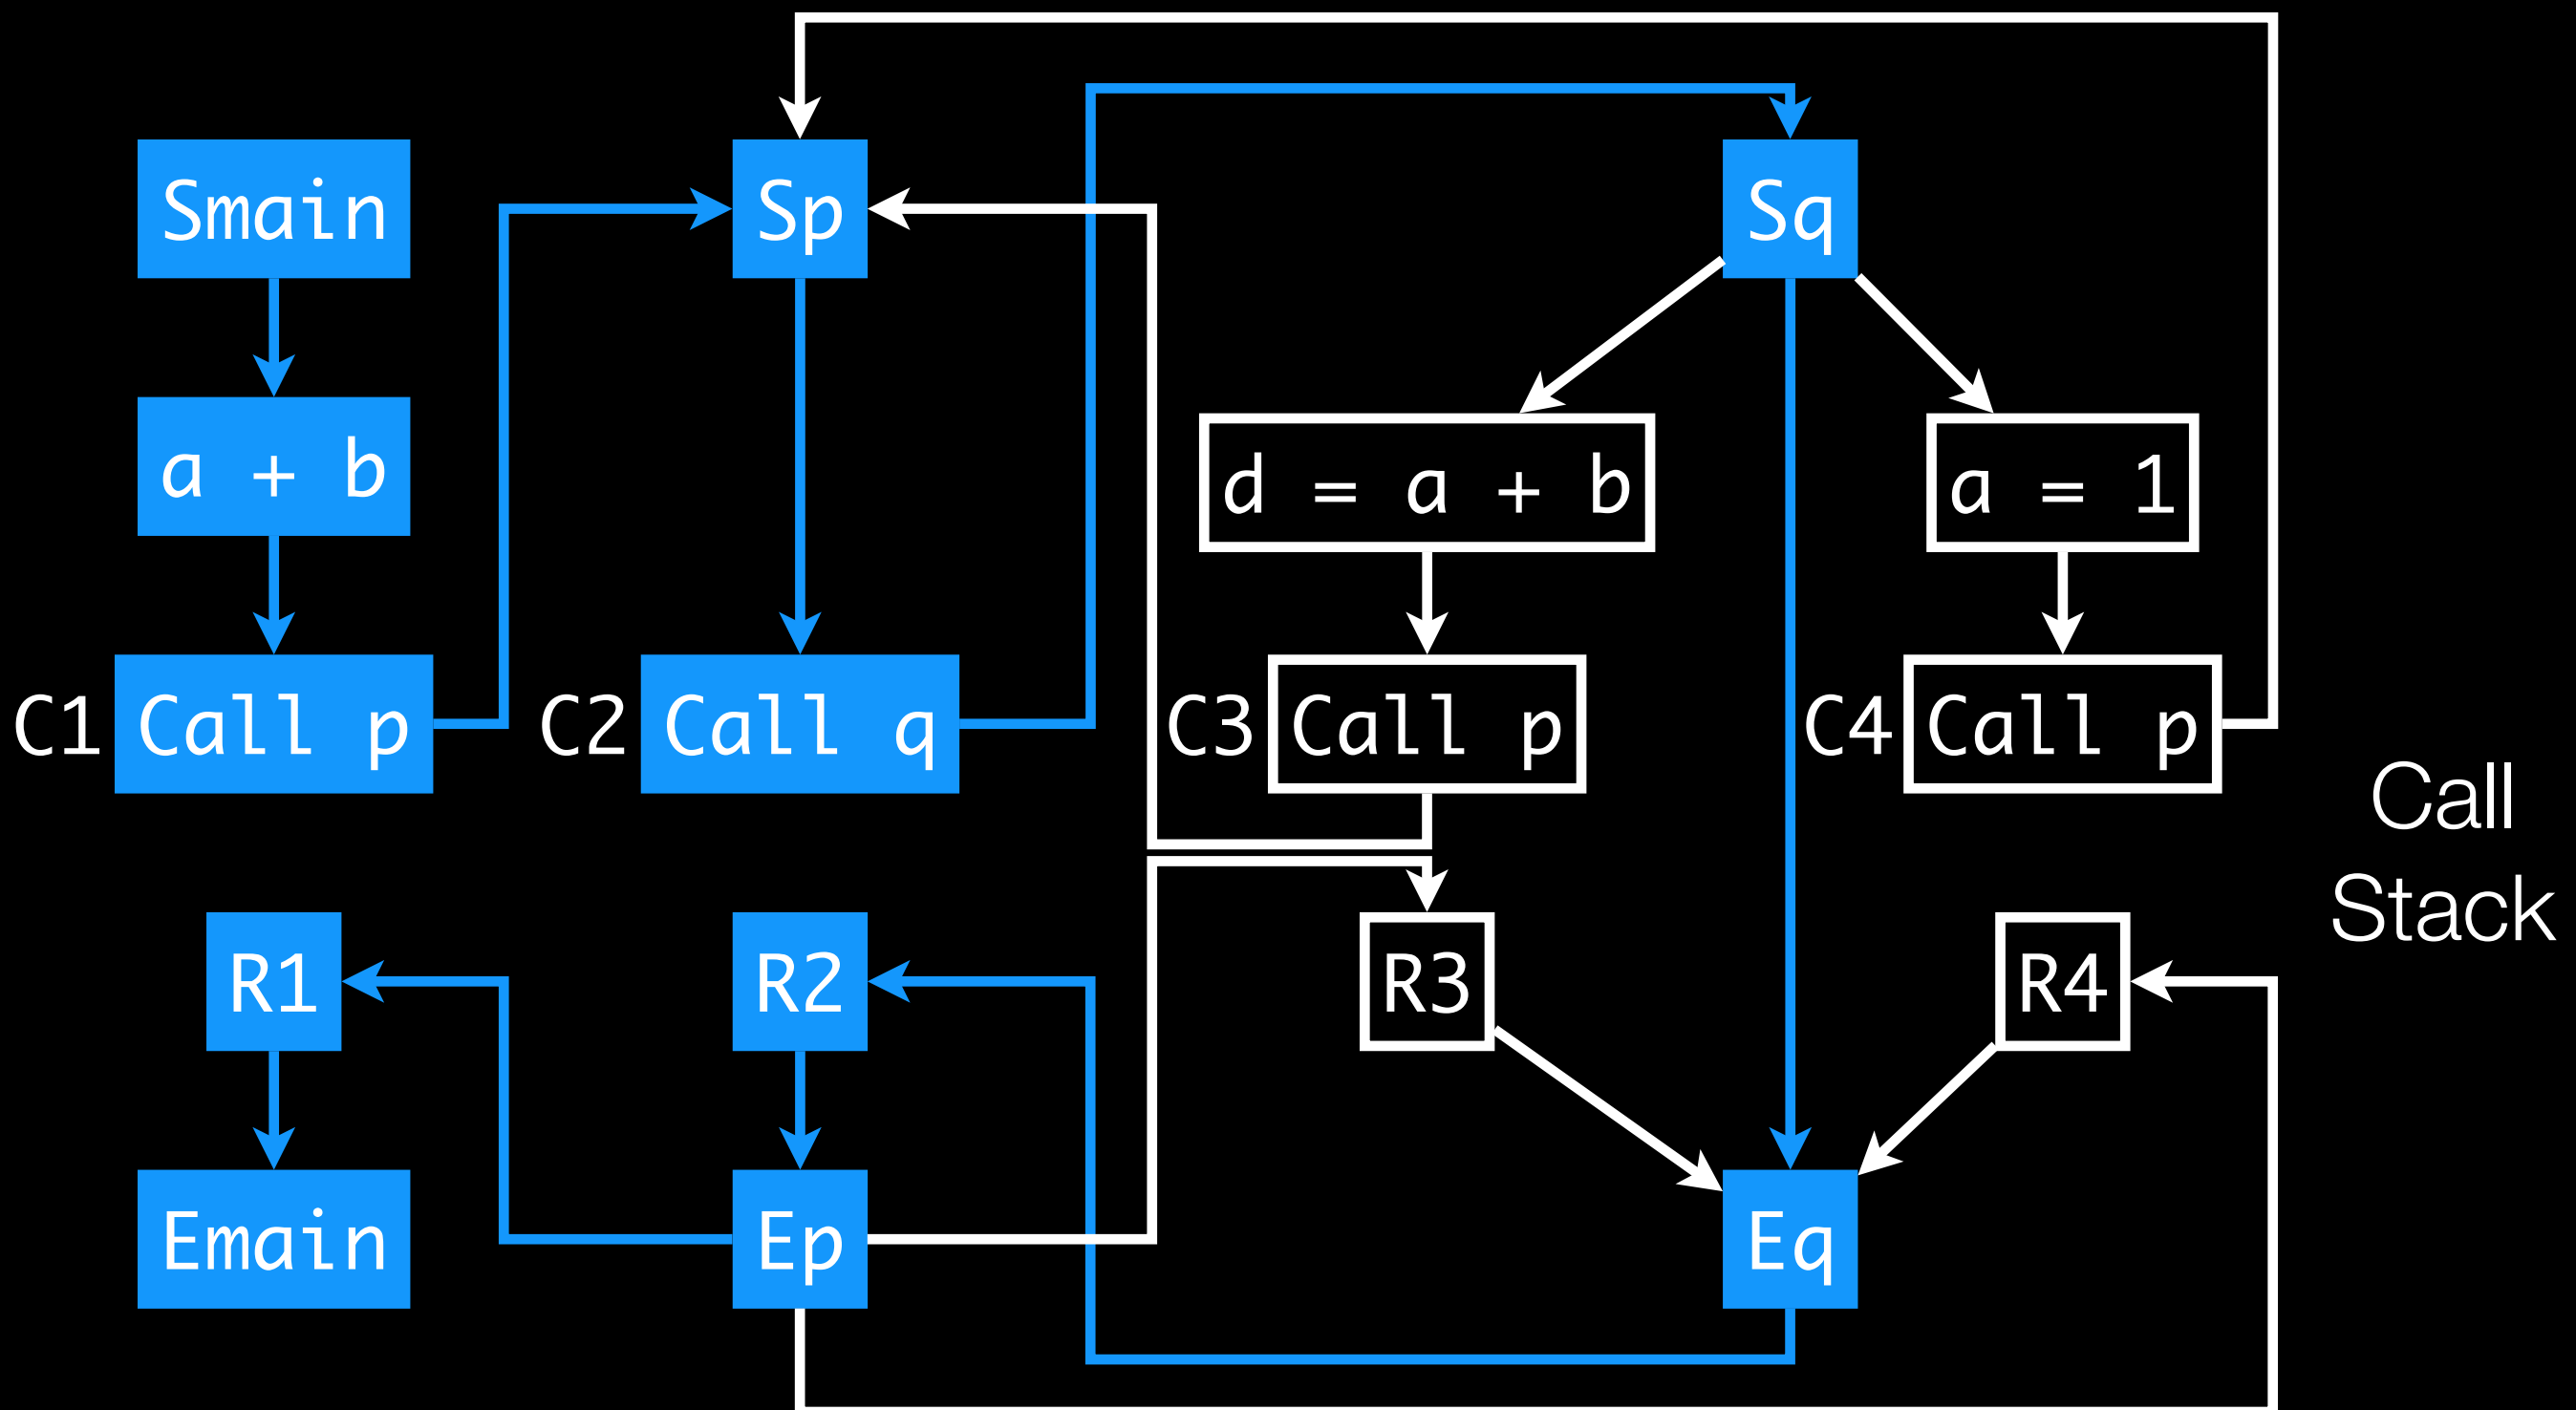 Smain
Sp
Sq
a + b
d = a + b
a = 1
C1 Call p
C2 Call q
C3 Call p
C4 Call p
Call
Stack
R1
R2
R3
R4
Emain
Ep
Eq